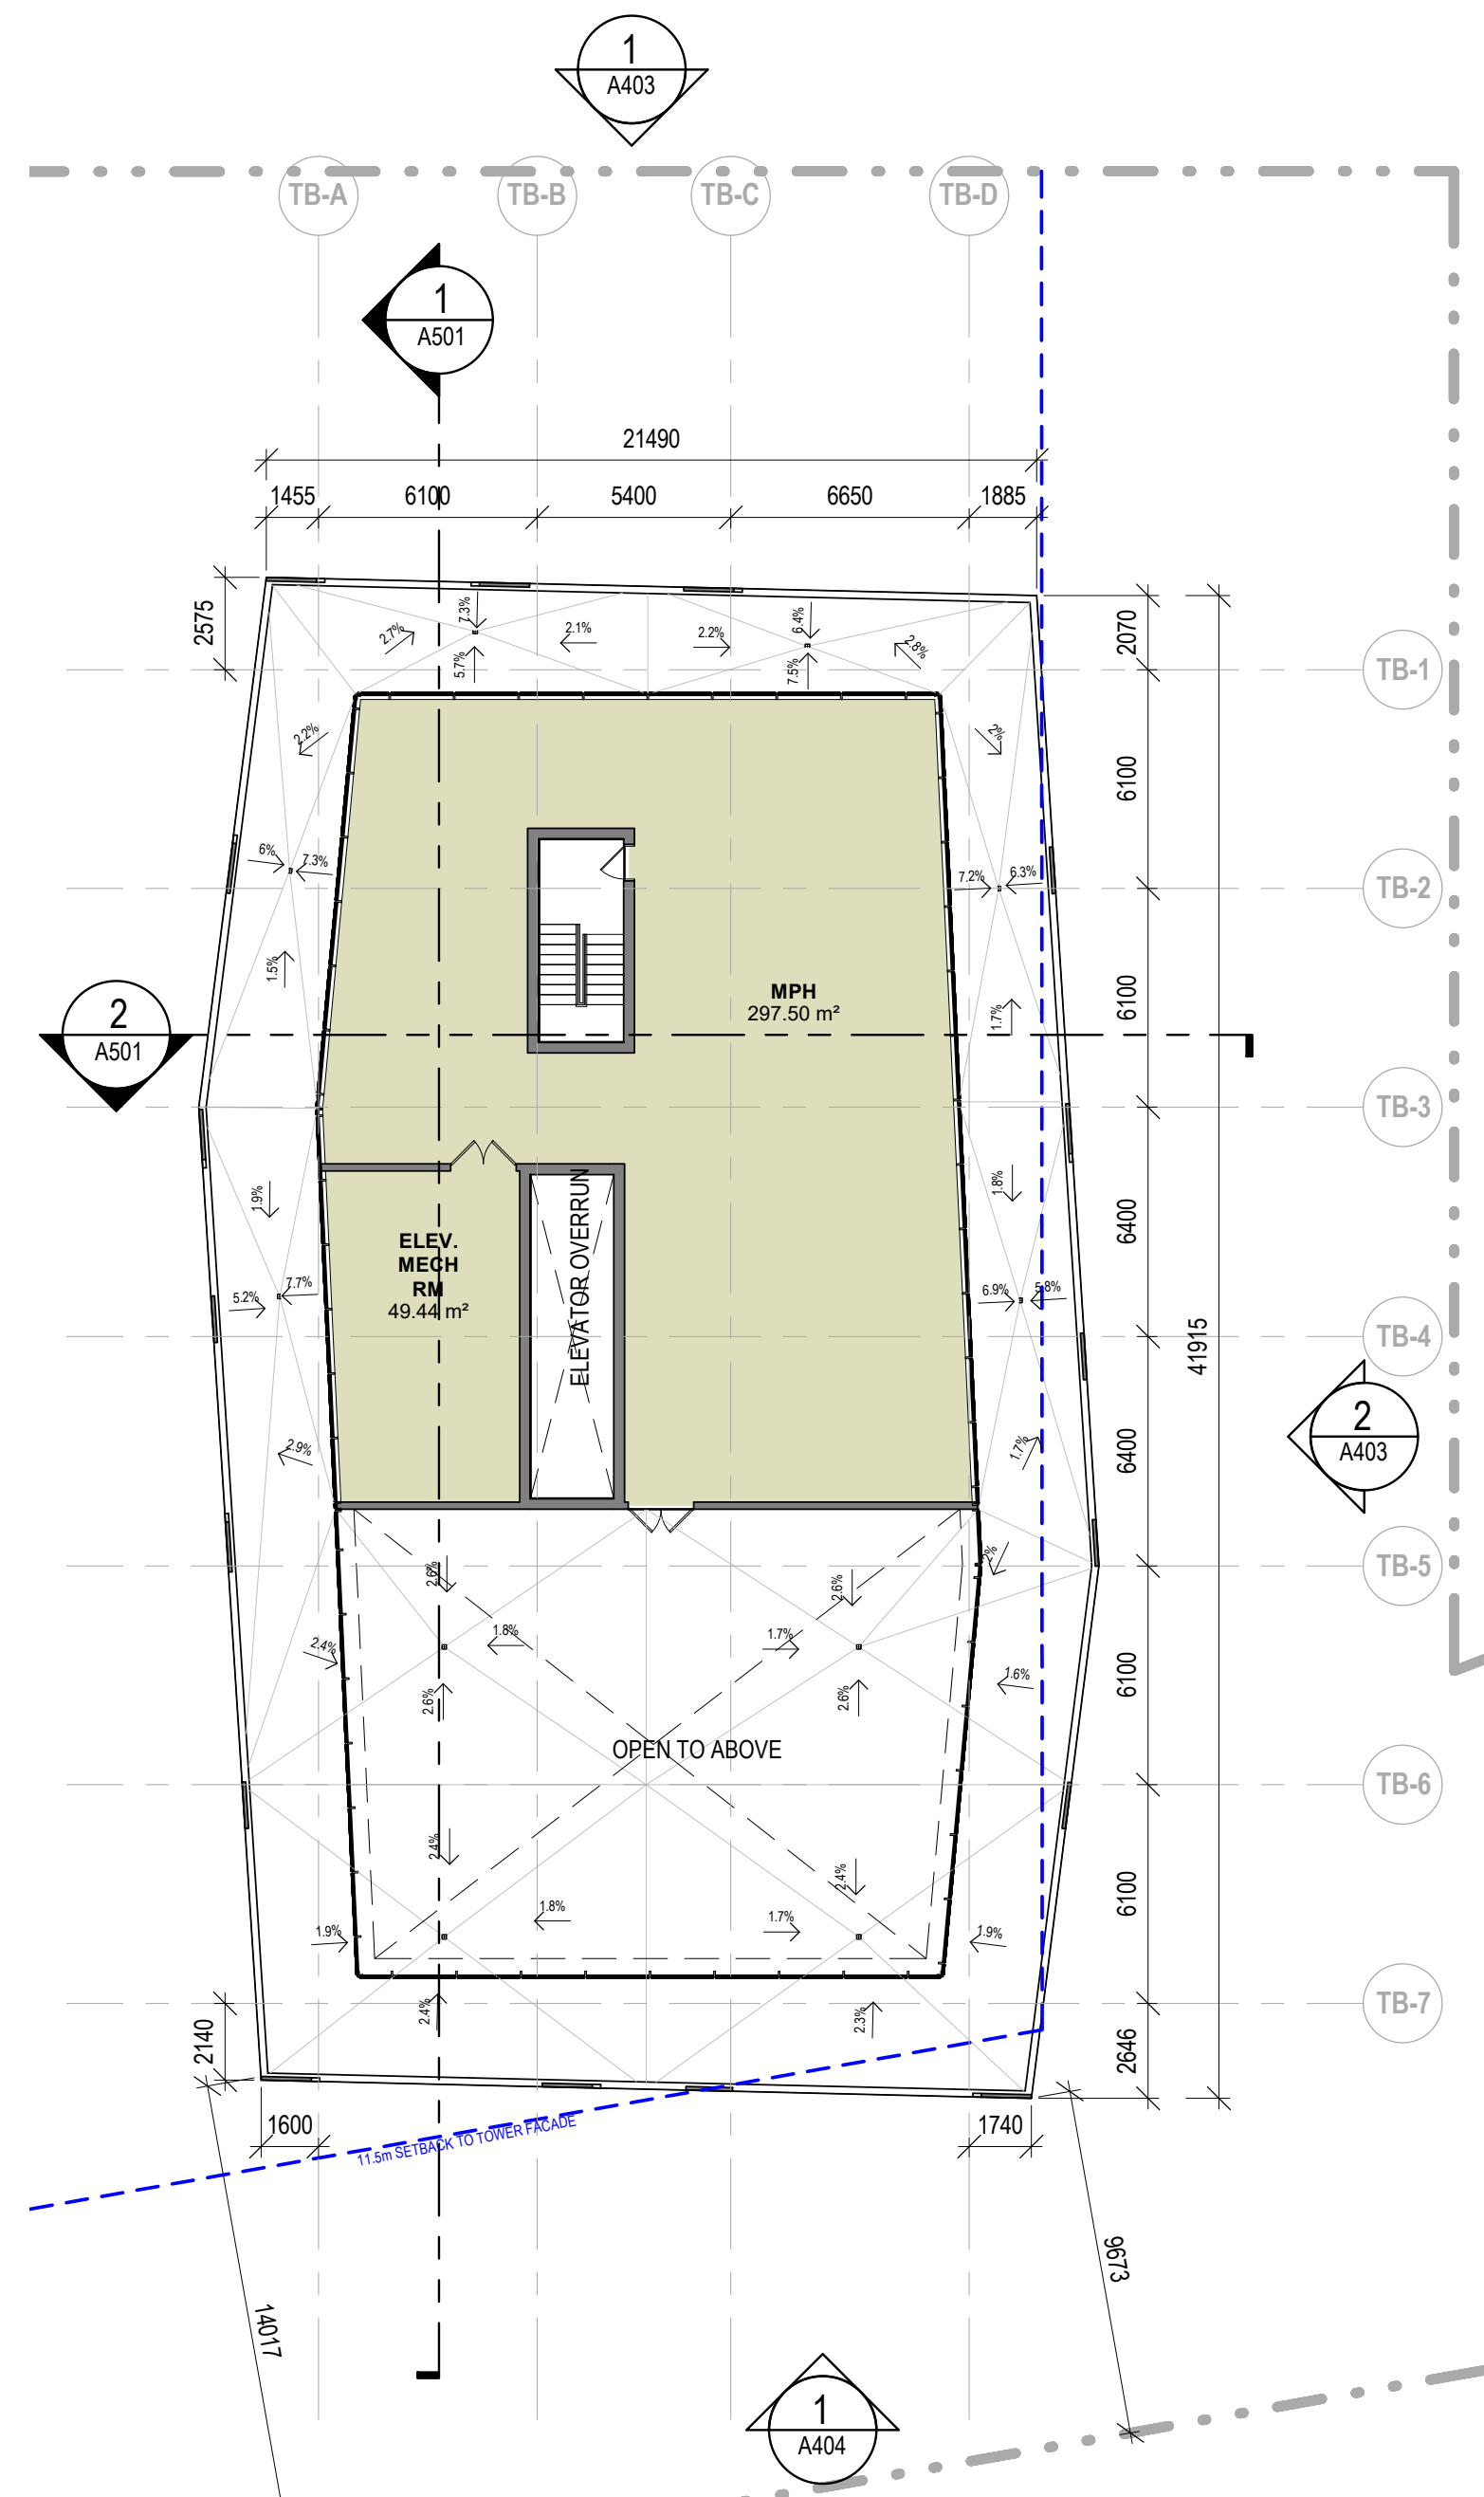 1
A403
TB-A
TB-B
TB-C
TB-D
1
A501
21490
1455
6100
5400
6650
1885
2575
2070
7.3%
6.4%
2.7%
2.1%
2.2%
2.8%
5.7%
7.5%
TB-1
2.2%
2%
6100
6%
7.3%
7.2%
6.3%
TB-2
1.5%
MPH
297.50 m²
1.7%
6100
2
A501
TB-3
1.9%
1.8%
ELEVATOR OVERRUN
6400
ELEV.
MECH
RM
49.44 m²
5.2%
7.7%
6.9%
5.8%
TB-4
41915
2
A403
2.9%
1.7%
6400
2.6%
2.6%
2%
TB-5
2.4%
1.8%
1.7%
1.6%
6100
2.6%
2.6%
OPEN TO ABOVE
TB-6
2.4%
2.4%
6100
1.9%
1.8%
1.7%
1.9%
2.4%
2.3%
TB-7
2140
2646
1600
1740
11.5m SETBACK TO TOWER FACADE
14017
9673
1
A404